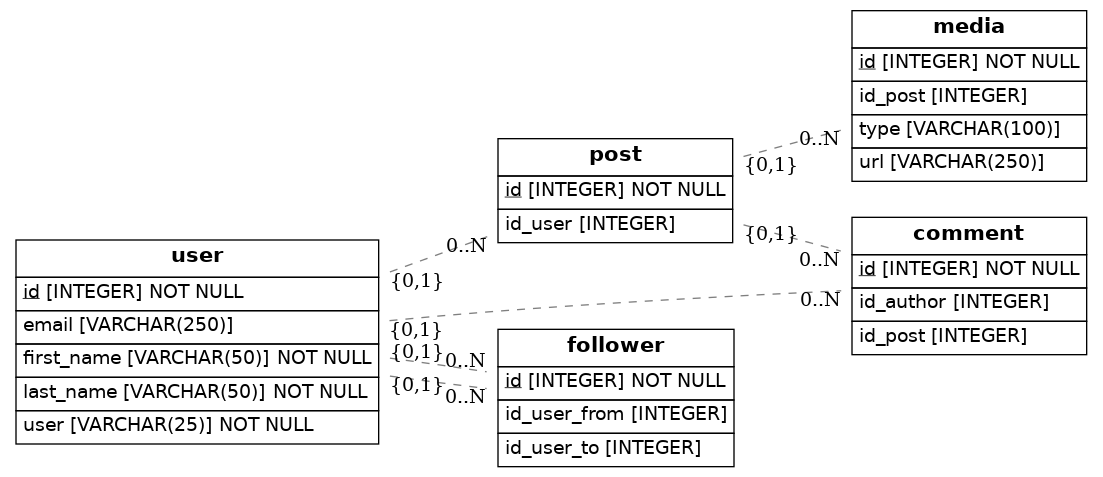 media
id [INTEGER] NOT NULL
id_post [INTEGER]
type [VARCHAR(100)]
url [VARCHAR(250)]
0..N
{0,1}
post
id [INTEGER] NOT NULL
id_user [INTEGER]
{0,1}
0..N
comment
id [INTEGER] NOT NULL
id_author [INTEGER]
id_post [INTEGER]
0..N
user
id [INTEGER] NOT NULL
email [VARCHAR(250)]
first_name [VARCHAR(50)] NOT NULL
last_name [VARCHAR(50)] NOT NULL
user [VARCHAR(25)] NOT NULL
0..N
{0,1}
{0,1}
{0,1}
0..N
{0,1}
0..N
follower
id [INTEGER] NOT NULL
id_user_from [INTEGER]
id_user_to [INTEGER]